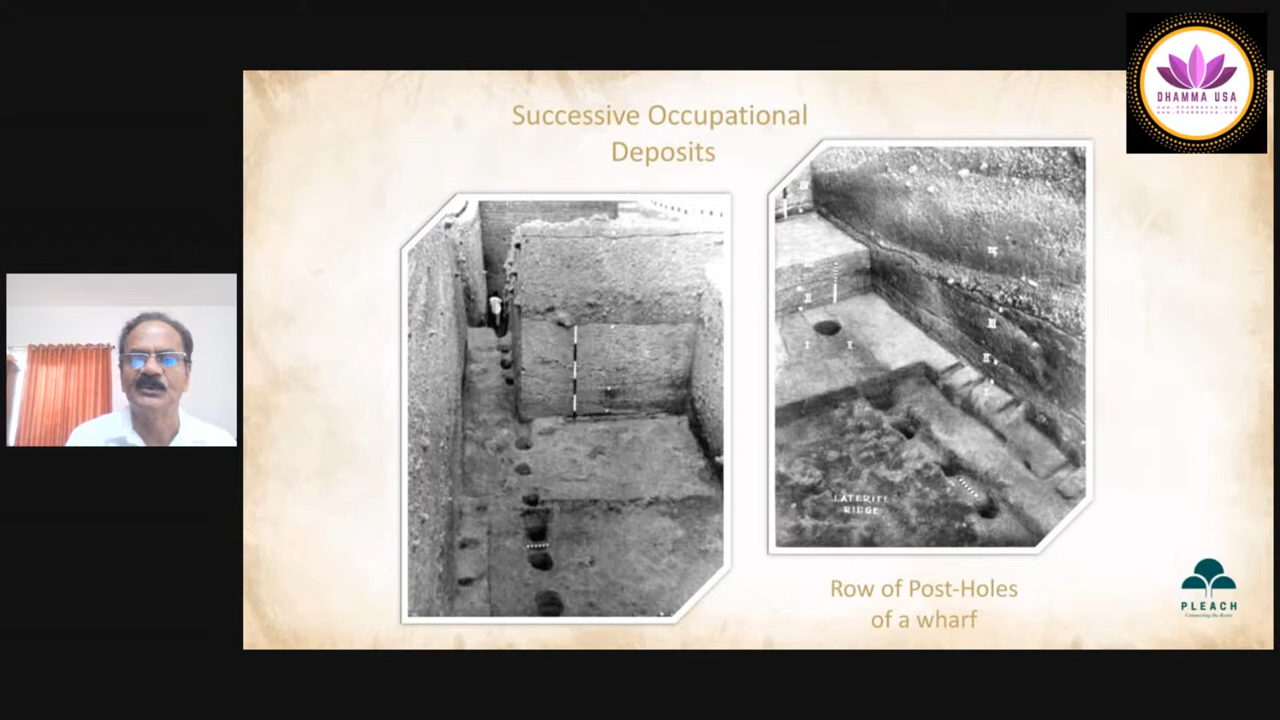 Successive Occupational
Deposits
DHAMMA USA
LATERITE
RIDGE
Row of Post-Holes
of a wharf
PLEACH